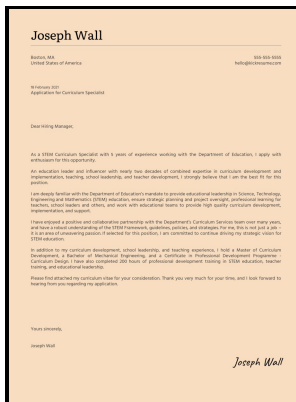 Joseph Wall
Boston, MA
United States of America
555-555-5555
hello@kickresume.com
18 February 2021
Application for Curriculum Specialist
Dear Hiring Manager,
As a STEM Curriculum Specialist with 5 years of experience working with the Department of Education, I apply with
enthusiasm for this opportunity.
An education leader and influencer with nearly two decades of combined expertise in curriculum development and
implementation, teaching, school leadership, and teacher development, I strongly believe that I am the best fit for this
position.
I am deeply familiar with the Department of Education's mandate to provide educational leadership in Science, Technology,
Engineering and Mathematics (STEM) education, ensure strategic planning and project oversight, professional learning for
teachers, school leaders and others, and work with educational teams to provide high quality curriculum development,
implementation, and support.
I have enjoyed a positive and collaborative partnership with the Department's Curriculum Services team over many years,
and have a robust understanding of the STEM Framework, guidelines, policies, and strategies. For me, this is not just a job –
it is an area of unwavering passion! If selected for this position, I am committed to continue driving my strategic vision for
STEM education.
In addition to my curriculum development, school leadership, and teaching experience, I hold a Master of Curriculum
Development, a Bachelor of Mechanical Engineering, and a Certificate in Professional Development Programme -
Curriculum Design. I have also completed 200 hours of professional development training in STEM education, teacher
training, and educational leadership.
Please find attached my curriculum vitae for your consideration. Thank you very much for your time, and I look forward to
hearing from you regarding my application.
Yours sincerely,
Joseph Wall
Joseph Wall